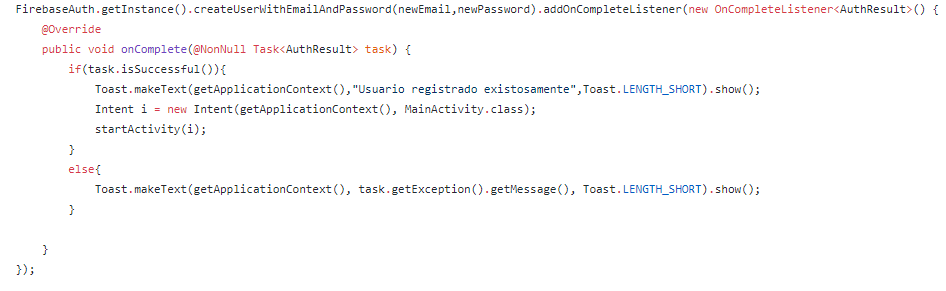 FirebaseAuth.getInstance().createUserWithEmailAndPassword(newEmail,newPassword).addOnCompleteListener(new OnCompleteListener<AuthResult>() {
    @Override
    public void onComplete(@NonNull Task<AuthResult> task) {
        if(task.isSuccessful()){
            Toast.makeText(getApplicationContext(),"Usuario registrado existosamente",Toast.LENGTH_SHORT).show();
            Intent i = new Intent(getApplicationContext(), MainActivity.class);
            startActivity(i);
        }
        else{
            Toast.makeText(getApplicationContext(), task.getException().getMessage(), Toast.LENGTH_SHORT).show();
        }

    }
});